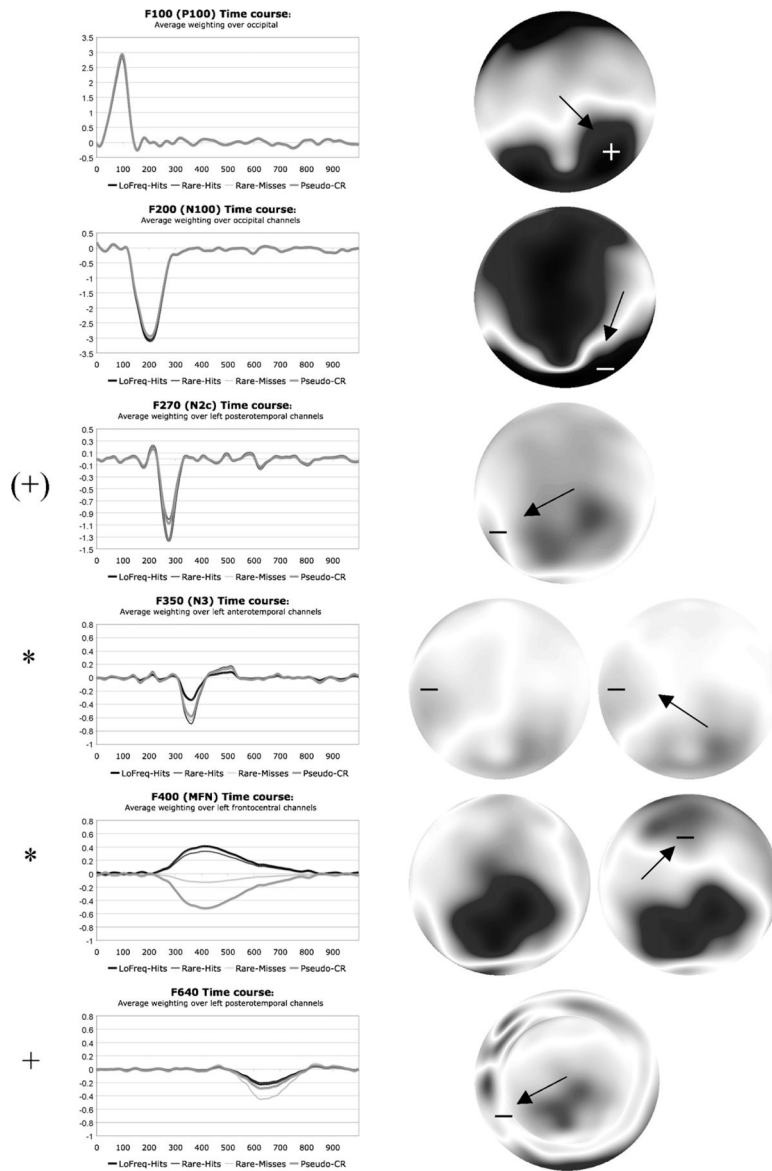 F100 (P100) Time course:
Average weighting over occipital
3.5
3
2.5
2
1.5
1
0.5
0
-0.5
0 100 200 300 400 500 600 700 800 900
LoFreq-Hits Rare-Hits Rare-Misses Pseudo-CR
+
F200 (N100) Time course:
Average weighting over occipital channels
0.5
0
-0.5
-1
-1.5
-2
-2.5
-3
-3.5
0 100 200 300 400 500 600 700 800 900
LoFreq-Hits Rare-Hits Rare-Misses Pseudo-CR
−
(+)
F270 (N2c) Time course:
Average weighting over left posterotemporal channels
0.5
0.3
0.1
-0.1
-0.3
-0.5
-0.7
-0.9
-1.1
-1.3
-1.5
0 100 200 300 400 500 600 700 800 900
LoFreq-Hits Rare-Hits Rare-Misses Pseudo-CR
−
*
F350 (N3) Time course:
Average weighting over left anterotemporal channels
0.8
0.6
0.4
0.2
0
-0.2
-0.4
-0.6
-0.8
-1
0 100 200 300 400 500 600 700 800 900
LoFreq-Hits Rare-Hits Rare-Misses Pseudo-CR
− −
*
F400 (MFN) Time course:
Average weighting over left frontocentral channels
0.8
0.6
0.4
0.2
0
-0.2
-0.4
-0.6
-0.8
-1
0 100 200 300 400 500 600 700 800 900
LoFreq-Hits Rare-Hits Rare-Misses Pseudo-CR
−
+
F640 Time course:
Average weighting over left posterotemporal channels
0.8
0.6
0.4
0.2
0
-0.2
-0.4
-0.6
-0.8
-1
0 100 200 300 400 500 600 700 800 900
LoFreq-Hits Rare-Hits Rare-Misses Pseudo-CR
−